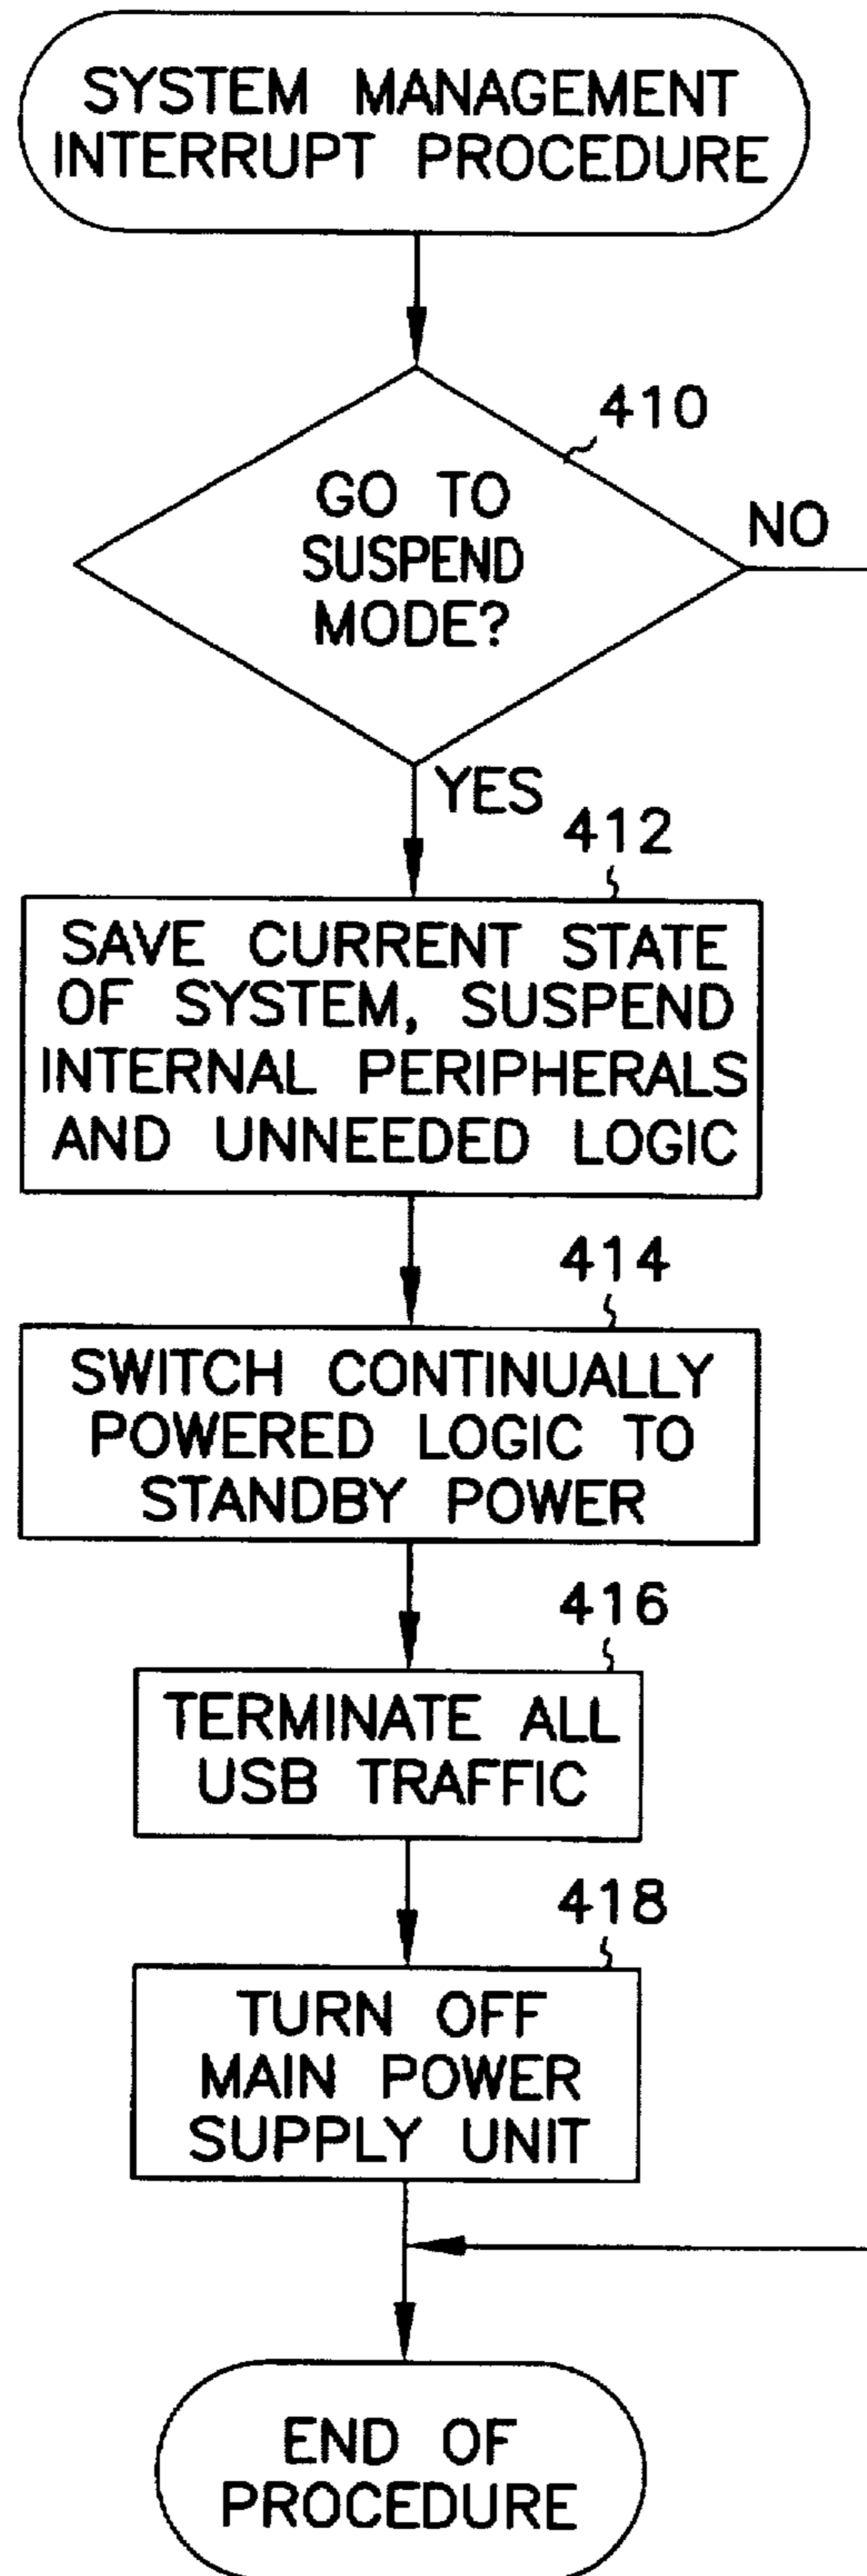 SYSTEM MANAGEMENT
INTERRUPT PROCEDURE
410
GO TO
SUSPEND
MODE?
NO
YES
412
SAVE CURRENT STATE
OF SYSTEM, SUSPEND
INTERNAL PERIPHERALS
AND UNNEEDED LOGIC
414
SWITCH CONTINUALLY
POWERED LOGIC TO
STANDBY POWER
416
TERMINATE ALL
USB TRAFFIC
418
TURN OFF
MAIN POWER
SUPPLY UNIT
END OF
PROCEDURE